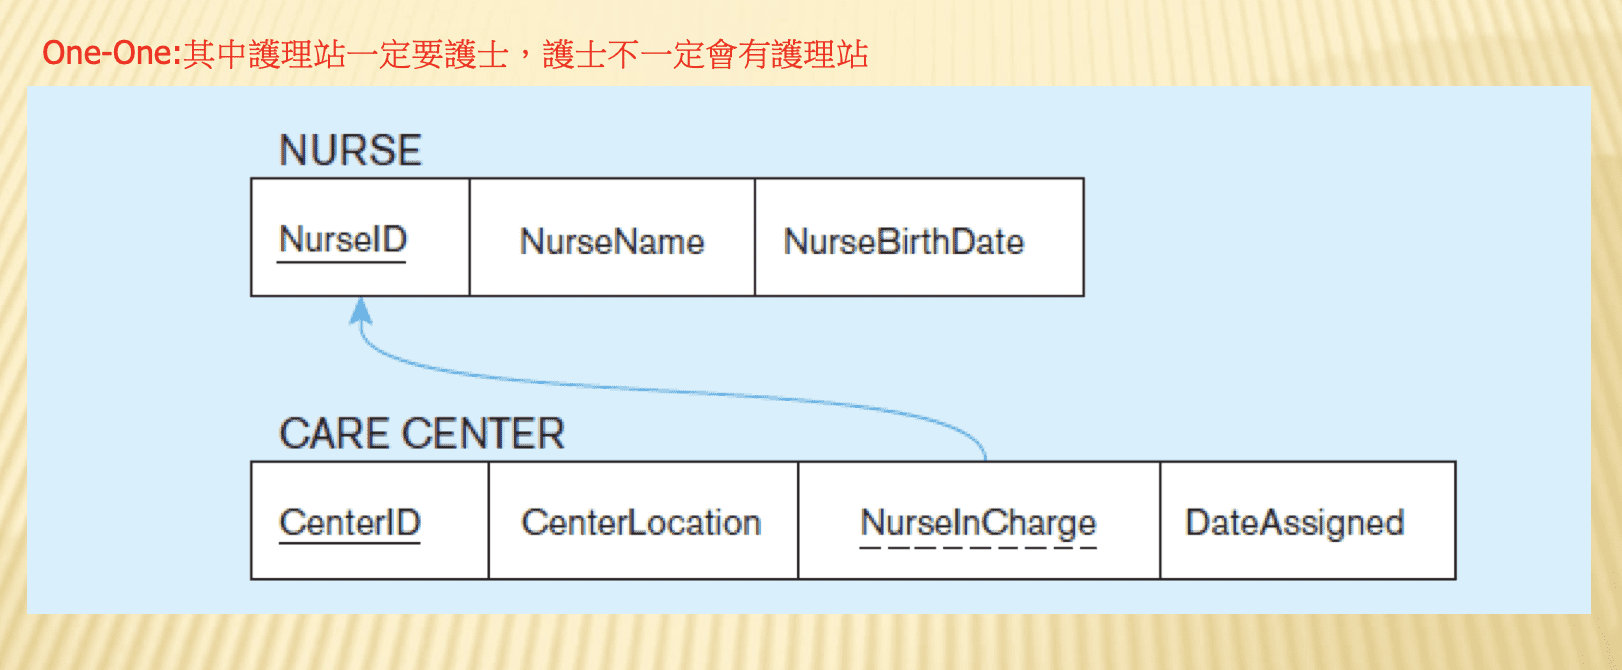 One-One:其中護理站一定要護士，護士不一定會有護理站
NURSE
NurseID NurseName NurseBirthDate
CARE CENTER
CenterID CenterLocation NurseInCharge DateAssigned